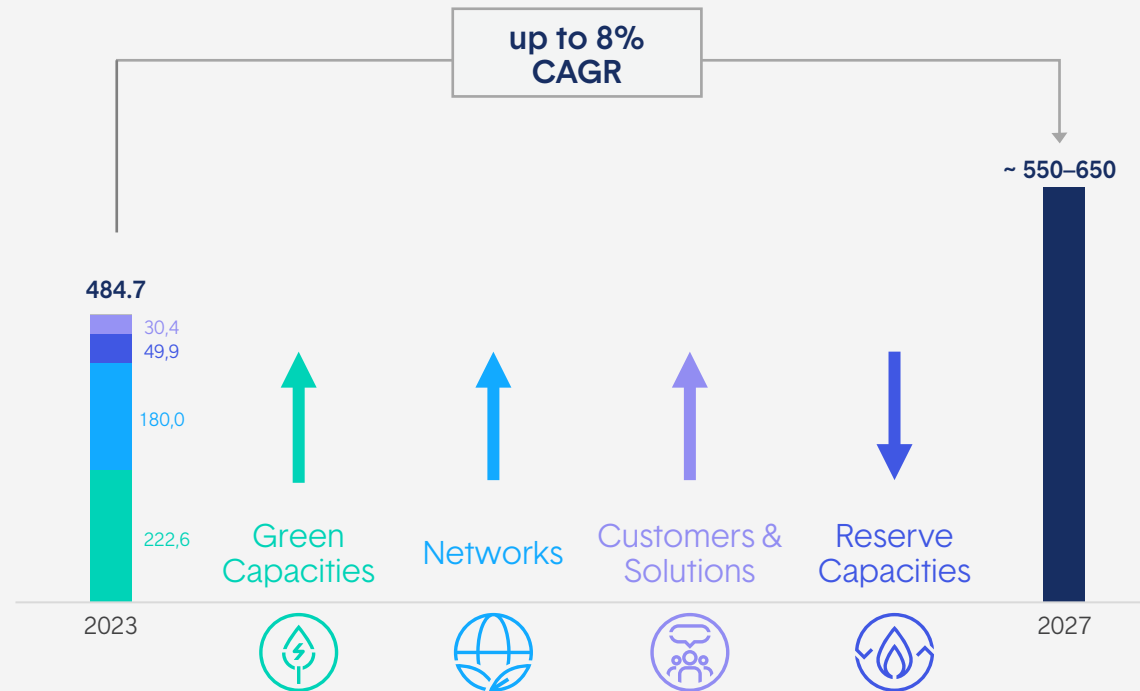 up to 8%
CAGR
~ 550–650
484.7
30,4
49,9
180,0
222,6
Green
Capacities
Networks
Customers &
Solutions
Reserve
Capacities
2023
2027